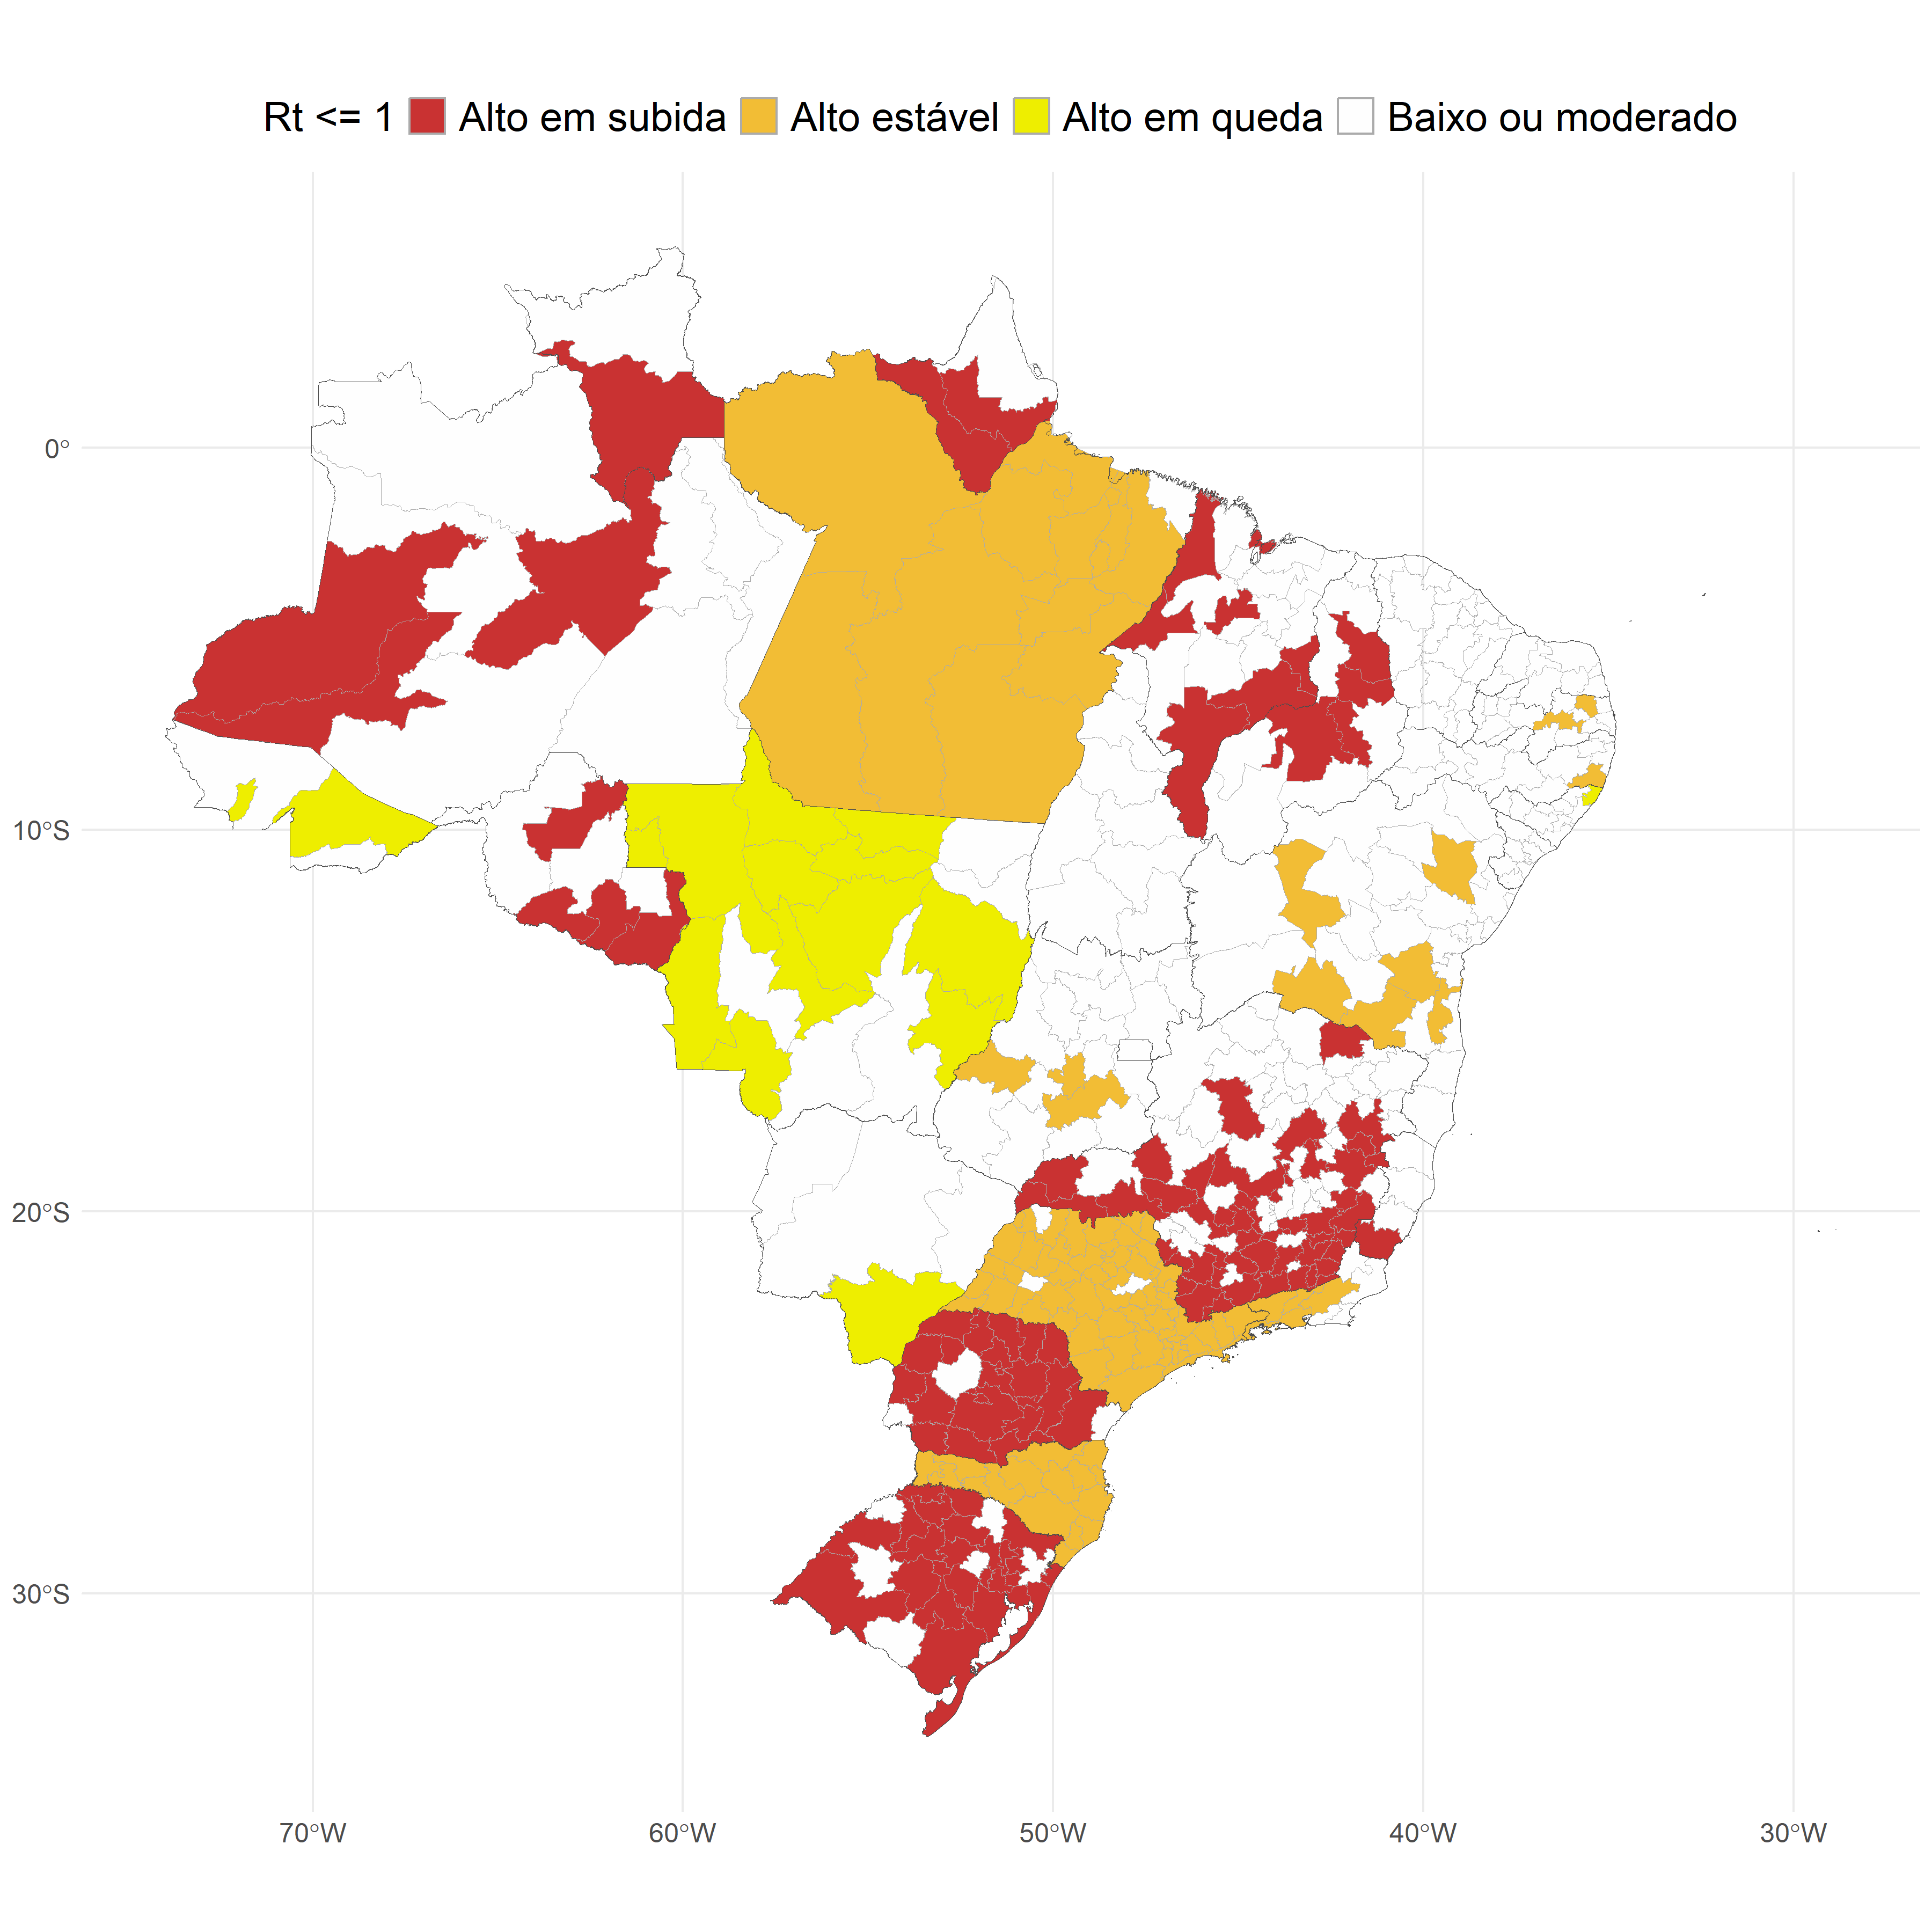 Rt <= 1 Alto em subida Alto estável Alto em queda Baixo ou moderado
0°
10°S
20°S
30°S
70°W 60°W 50°W 40°W 30°W